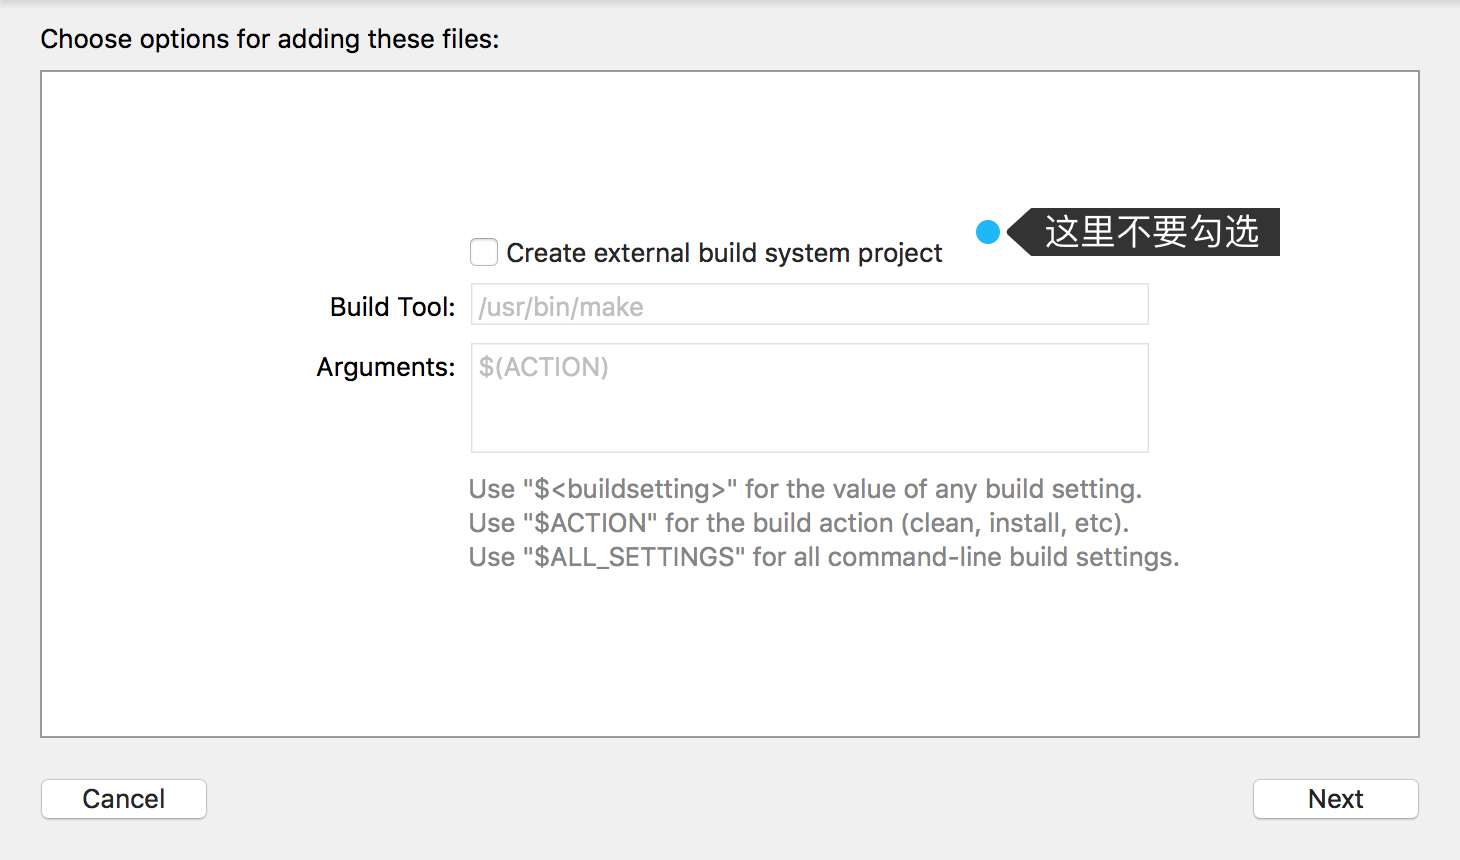 Choose options for adding these files:
这里不要勾选
Create external build system project
Build Tool: /usr/bin/make
Arguments: $(ACTION)
Use "$<buildsetting>" for the value of any build setting.
Use "$ACTION" for the build action (clean, install, etc).
Use "$ALL_SETTINGS" for all command-line build settings.
Cancel Next